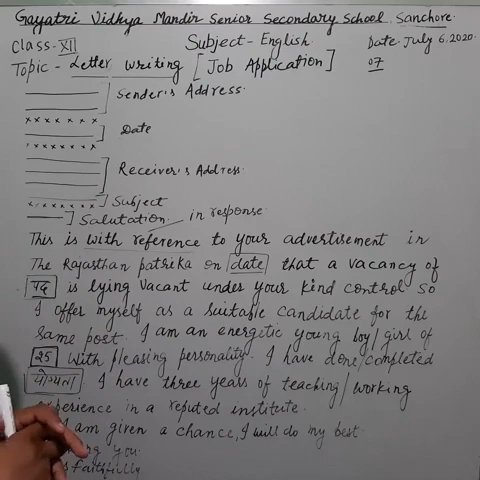 Gayatri Vidhya Mandir Senior Secondary School, Sanchore.
Class-XII Subject-English. Date-July 6,2020.
Topic-Letter writing [Job Application] 07
Sender's Address.
x x x x x x x
Date
x x x x x x x
Receiver's Address.
x x x x x x x Subject
Salutation. in response
This is with reference to your advertisement in
The Rajasthan patrika on date that a vacancy of
पद is lying vacant under your kind control so
I offer myself as a suitable candidate for the
same post. I am an energetic young boy/girl of
25 with pleasing personality. I have done/completed
योग्यता. I have three years of teaching/working
experience in a reputed institute.
I am given a chance, I will do my best.
you.
faithfully